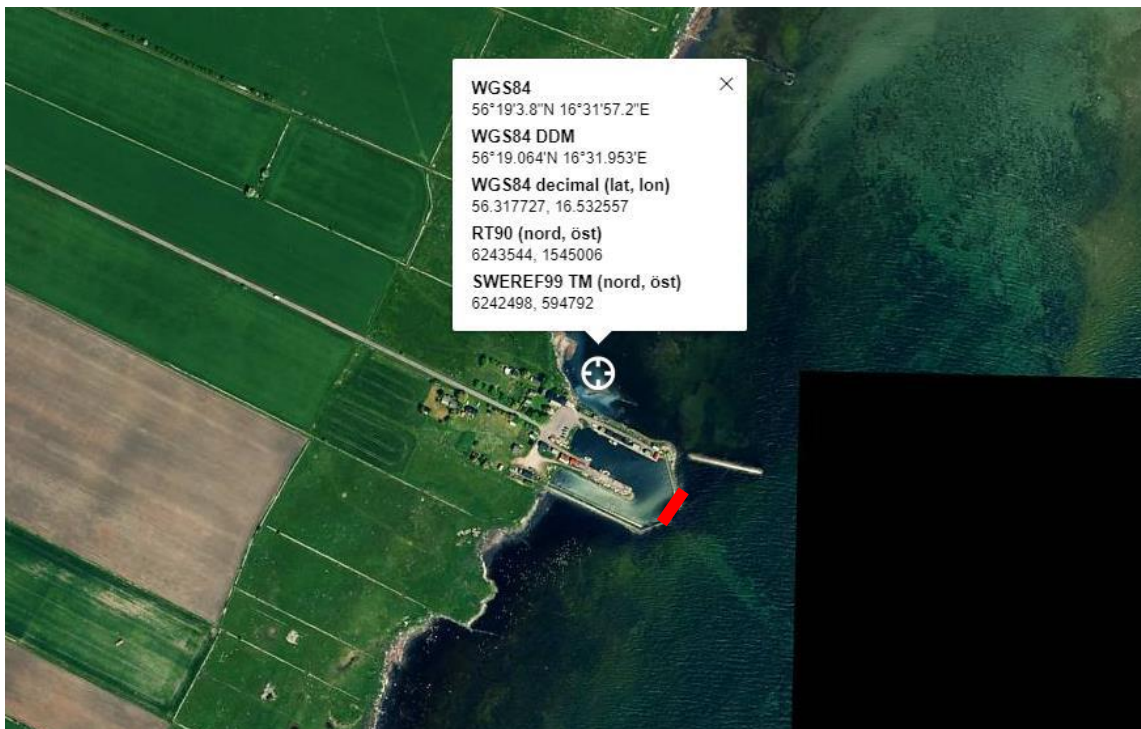 WGS84
56°19'3.8"N 16°31'57.2"E
WGS84 DDM
56°19.064'N 16°31.953'E
WGS84 decimal (lat, lon)
56.317727, 16.532557
RT90 (nord, öst)
6243544, 1545006
SWEREF99 TM (nord, öst)
6242498, 594792